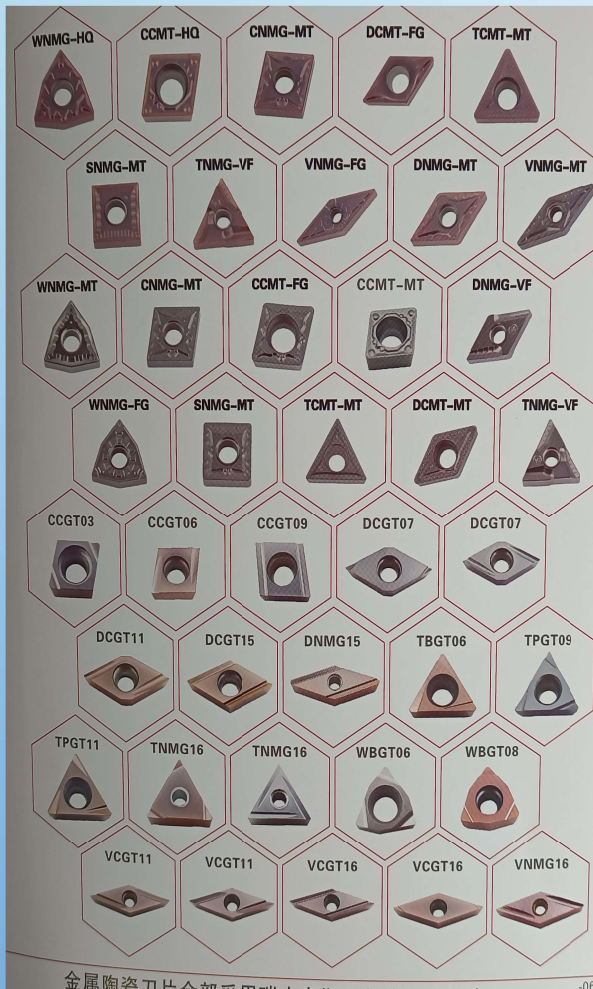 WNMG-HQ CCMT-HQ CNMG-MT DCMT-FG TCMT-MT
SNMG-MT TNMG-VF VNMG-FG DNMG-MT VNMG-MT
WNMG-MT CNMG-MT CCMT-FG CCMT-MT DNMG-VF
WNMG-FG SNMG-MT TCMT-MT DCMT-MT TNMG-VF
CCGT03 CCGT06 CCGT09 DCGT07 DCGT07
DCGT11 DCGT15 DNMG15 TBGT06 TPGT09
TPGT11 TNMG16 TNMG16 WBGT06 WBGT08
VCGT11 VCGT11 VCGT16 VCGT16 VNMG16
金属陶瓷刀片全部采用瑞
-06